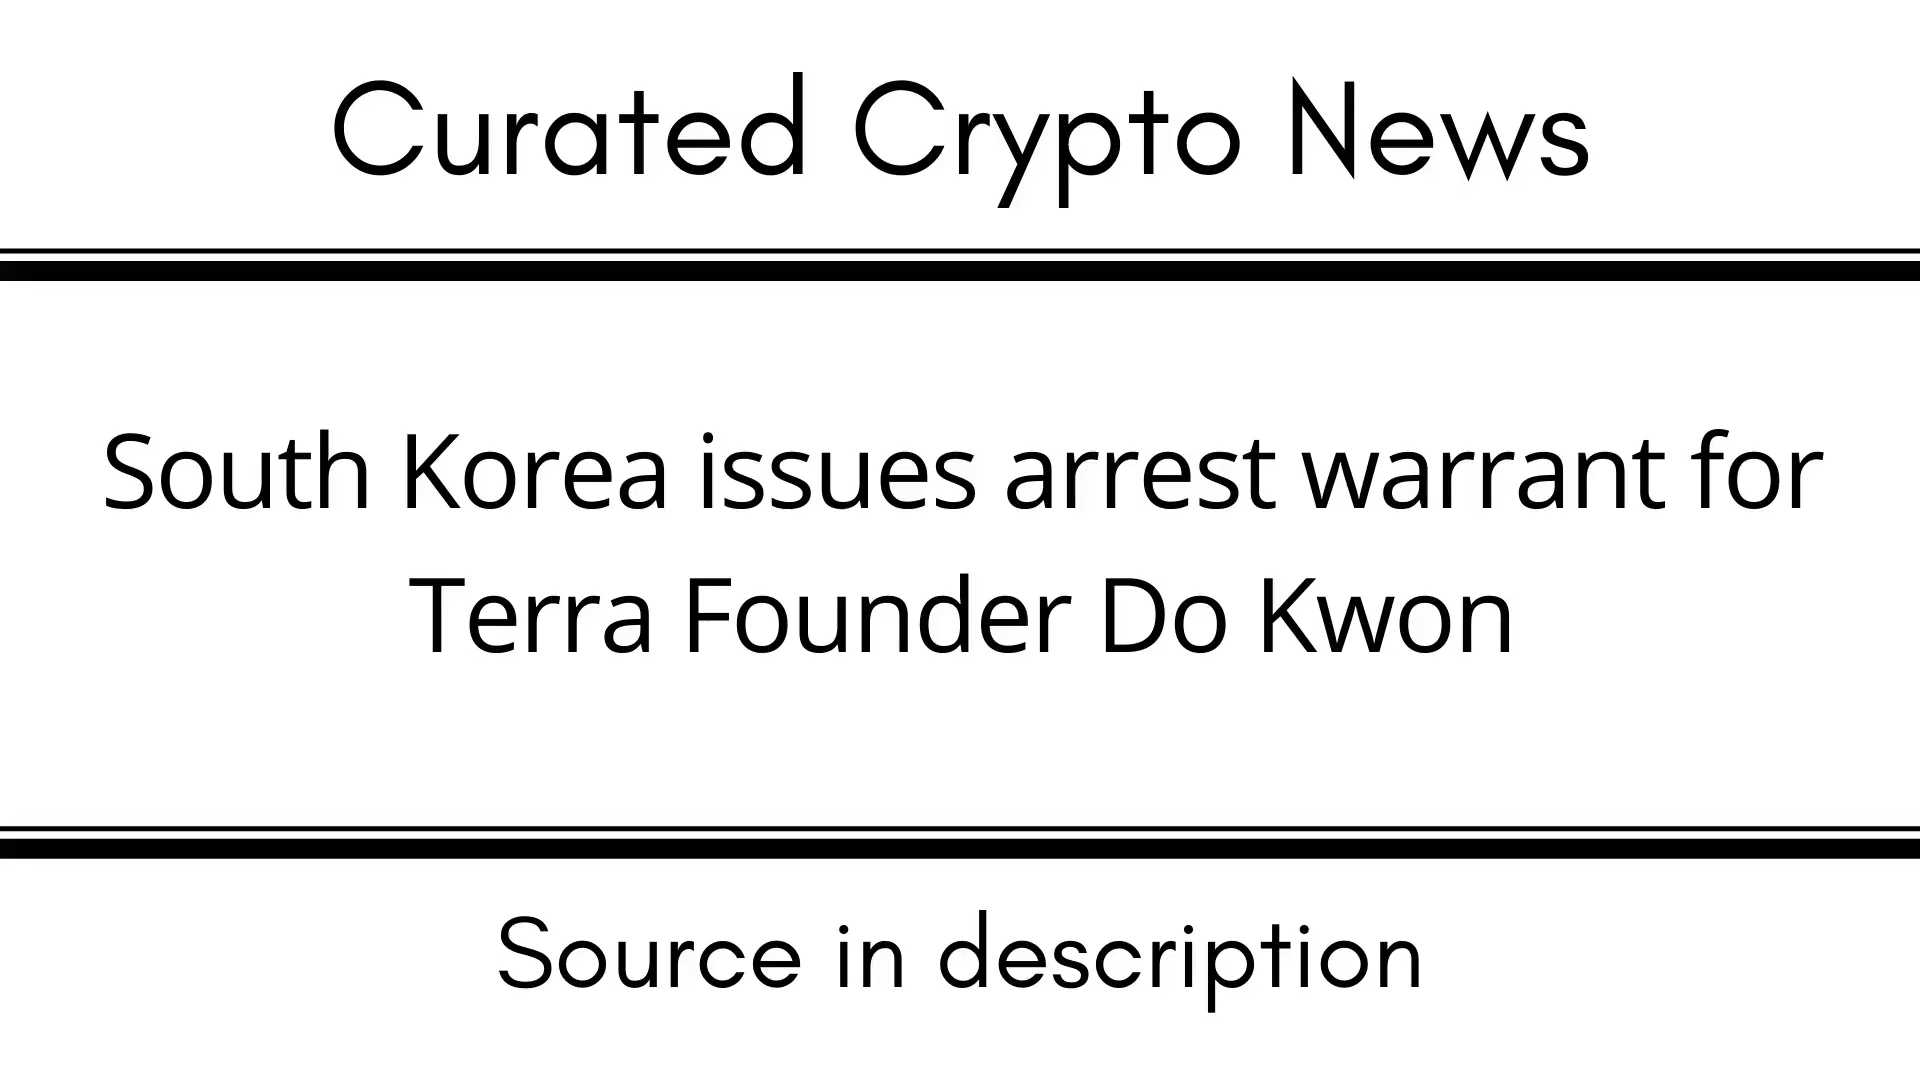 Curated Crypto News
South Korea issues arrest warrant for
Terra Founder Do Kwon
Source in description